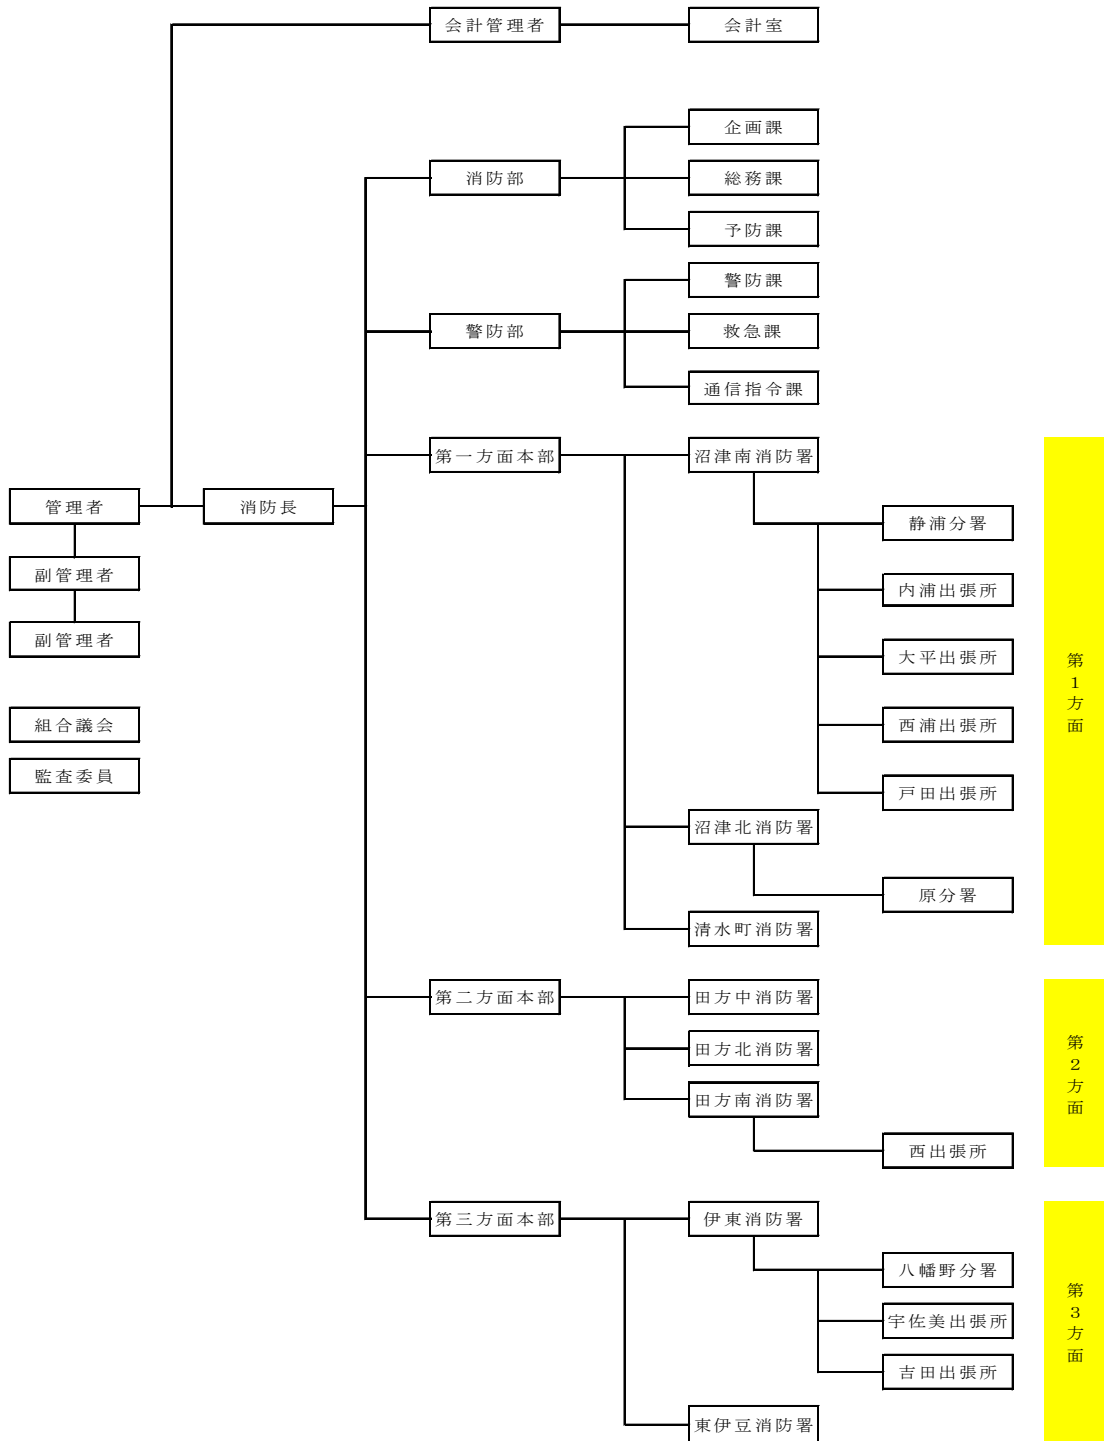 会計管理者
会計室
企画課
消防部
総務課
予防課
警防課
警防部
救急課
通信指令課
第一方面本部
沼津南消防署
管理者
消防長
静浦分署
副管理者
内浦出張所
副管理者
大平出張所
第1方面
組合議会
西浦出張所
監査委員
戸田出張所
沼津北消防署
原分署
清水町消防署
第二方面本部
田方中消防署
田方北消防署
第2方面
田方南消防署
西出張所
第三方面本部
伊東消防署
八幡野分署
第3方面
宇佐美出張所
吉田出張所
東伊豆消防署